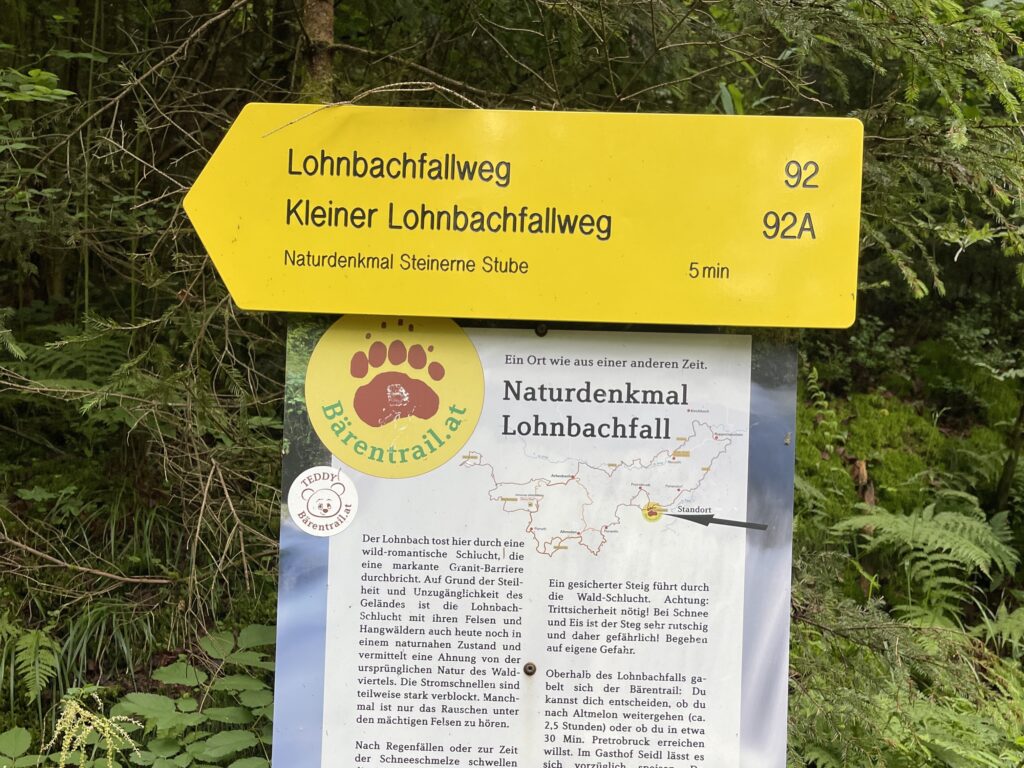 Lohnbachfallweg 92
Kleiner Lohnbachfallweg 92A
Naturdenkmal Steinerne Stube 5 min
B
Bärentrail.at
TEDDY
Bärentrail.at
Ein Ort wie aus einer anderen Zeit.
Naturdenkmal
Lohnbachfall
Standort
Der Lohnbach tost hier durch eine
wild-romantische Schlucht, die
eine markante Granit-Barriere
durchbricht. Auf Grund der Steil-
heit und Unzugänglichkeit des
Geländes ist die Lohnbach-
Schlucht mit ihren Felsen und
Hangwäldern auch heute noch in
einem naturnahen Zustand und
vermittelt eine Ahnung von der
ursprünglichen Natur des Wald-
viertels. Die Stromschnellen sind
teilweise stark verblockt. Manch-
mal ist nur das Rauschen unter
den mächtigen Felsen zu hören.
Nach Regenfällen oder zur Zeit
der Schneeschmelze schwellen
Ein gesicherter Steig führt durch
die Wald-Schlucht. Achtung:
Trittsicherheit nötig! Bei Schnee
und Eis ist der Steg sehr rutschig
und daher gefährlich! Begeben
auf eigene Gefahr.
Oberhalb des Lohnbachfalls ga-
belt sich der Bärentrail: Du
kannst dich entscheiden, ob du
nach Altmelon weitergehen (ca.
2,5 Stunden) oder ob du in etwa
30 Min. Pretrobruck erreichen
willst. Im Gasthof Seidl lässt es
sich vorzüglich speisen. D